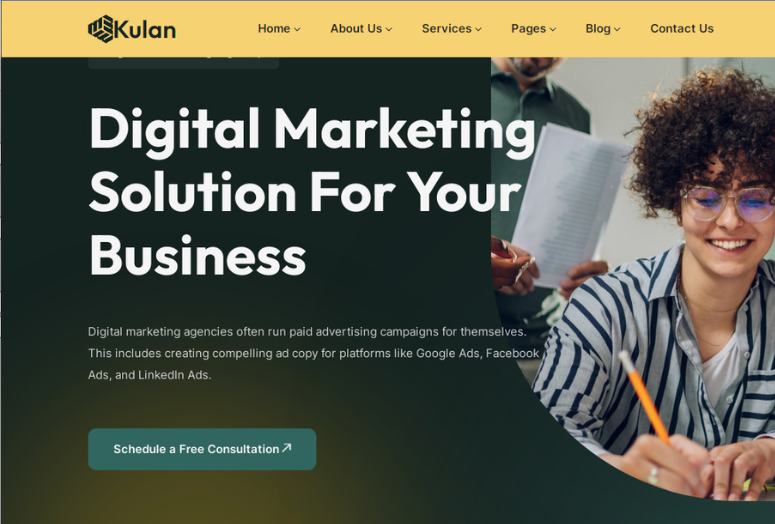 Kulan
Home
About Us
Services
Pages
Blog
Contact Us
Digital Marketing
Solution For Your
Business
Digital marketing agencies often run paid advertising campaigns for themselves.
This includes creating compelling ad copy for platforms like Google Ads, Facebook
Ads, and LinkedIn Ads.
Schedule a Free Consultation